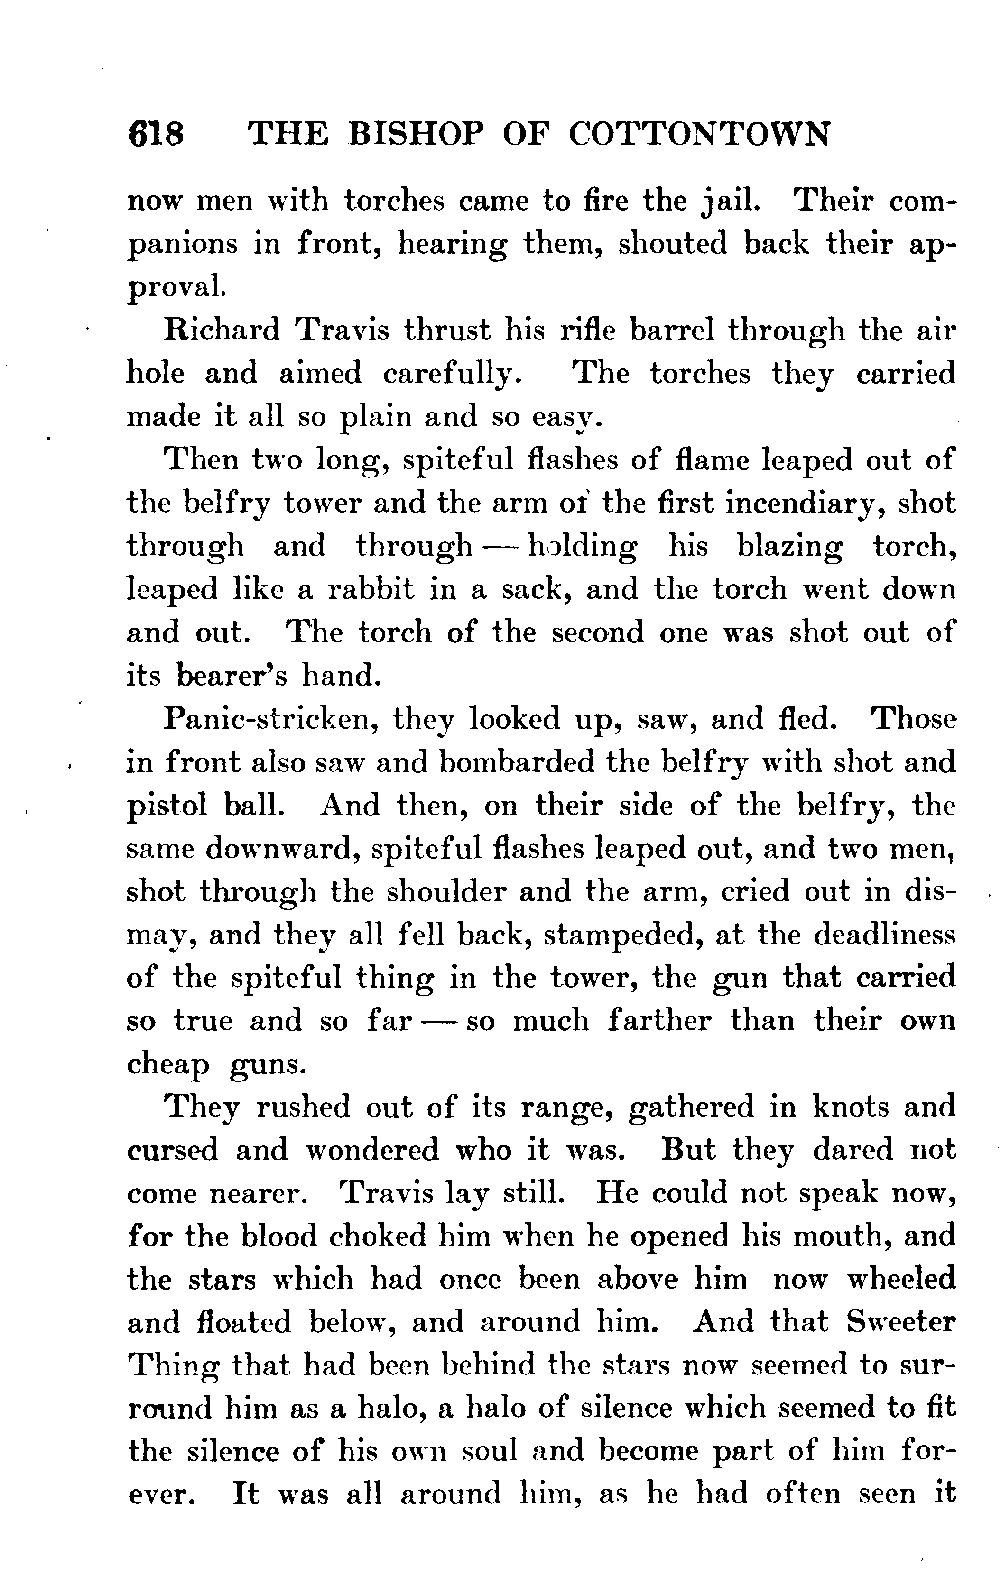 618 THE BISHOP OF COTTONTOWN
now men with torches came to fire the jail. Their com-
panions in front, hearing them, shouted back their ap-
proval.
Richard Travis thrust his rifle barrel through the air
hole and aimed carefully. The torches they carried
made it all so plain and so easy.
Then two long, spiteful flashes of flame leaped out of
the belfry tower and the arm of the first incendiary, shot
through and through — holding his blazing torch,
leaped like a rabbit in a sack, and the torch went down
and out. The torch of the second one was shot out of
its bearer's hand.
Panic-stricken, they looked up, saw, and fled. Those
in front also saw and bombarded the belfry with shot and
pistol ball. And then, on their side of the belfry, the
same downward, spiteful flashes leaped out, and two men,
shot through the shoulder and the arm, cried out in dis-
may, and they all fell back, stampeded, at the deadliness
of the spiteful thing in the tower, the gun that carried
so true and so far — so much farther than their own
cheap guns.
They rushed out of its range, gathered in knots and
cursed and wondered who it was. But they dared not
come nearer. Travis lay still. He could not speak now,
for the blood choked him when he opened his mouth, and
the stars which had once been above him now wheeled
and floated below, and around him. And that Sweeter
Thing that had been behind the stars now seemed to sur-
round him as a halo, a halo of silence which seemed to fit
the silence of his own soul and become part of him for-
ever. It was all around him, as he had often seen it